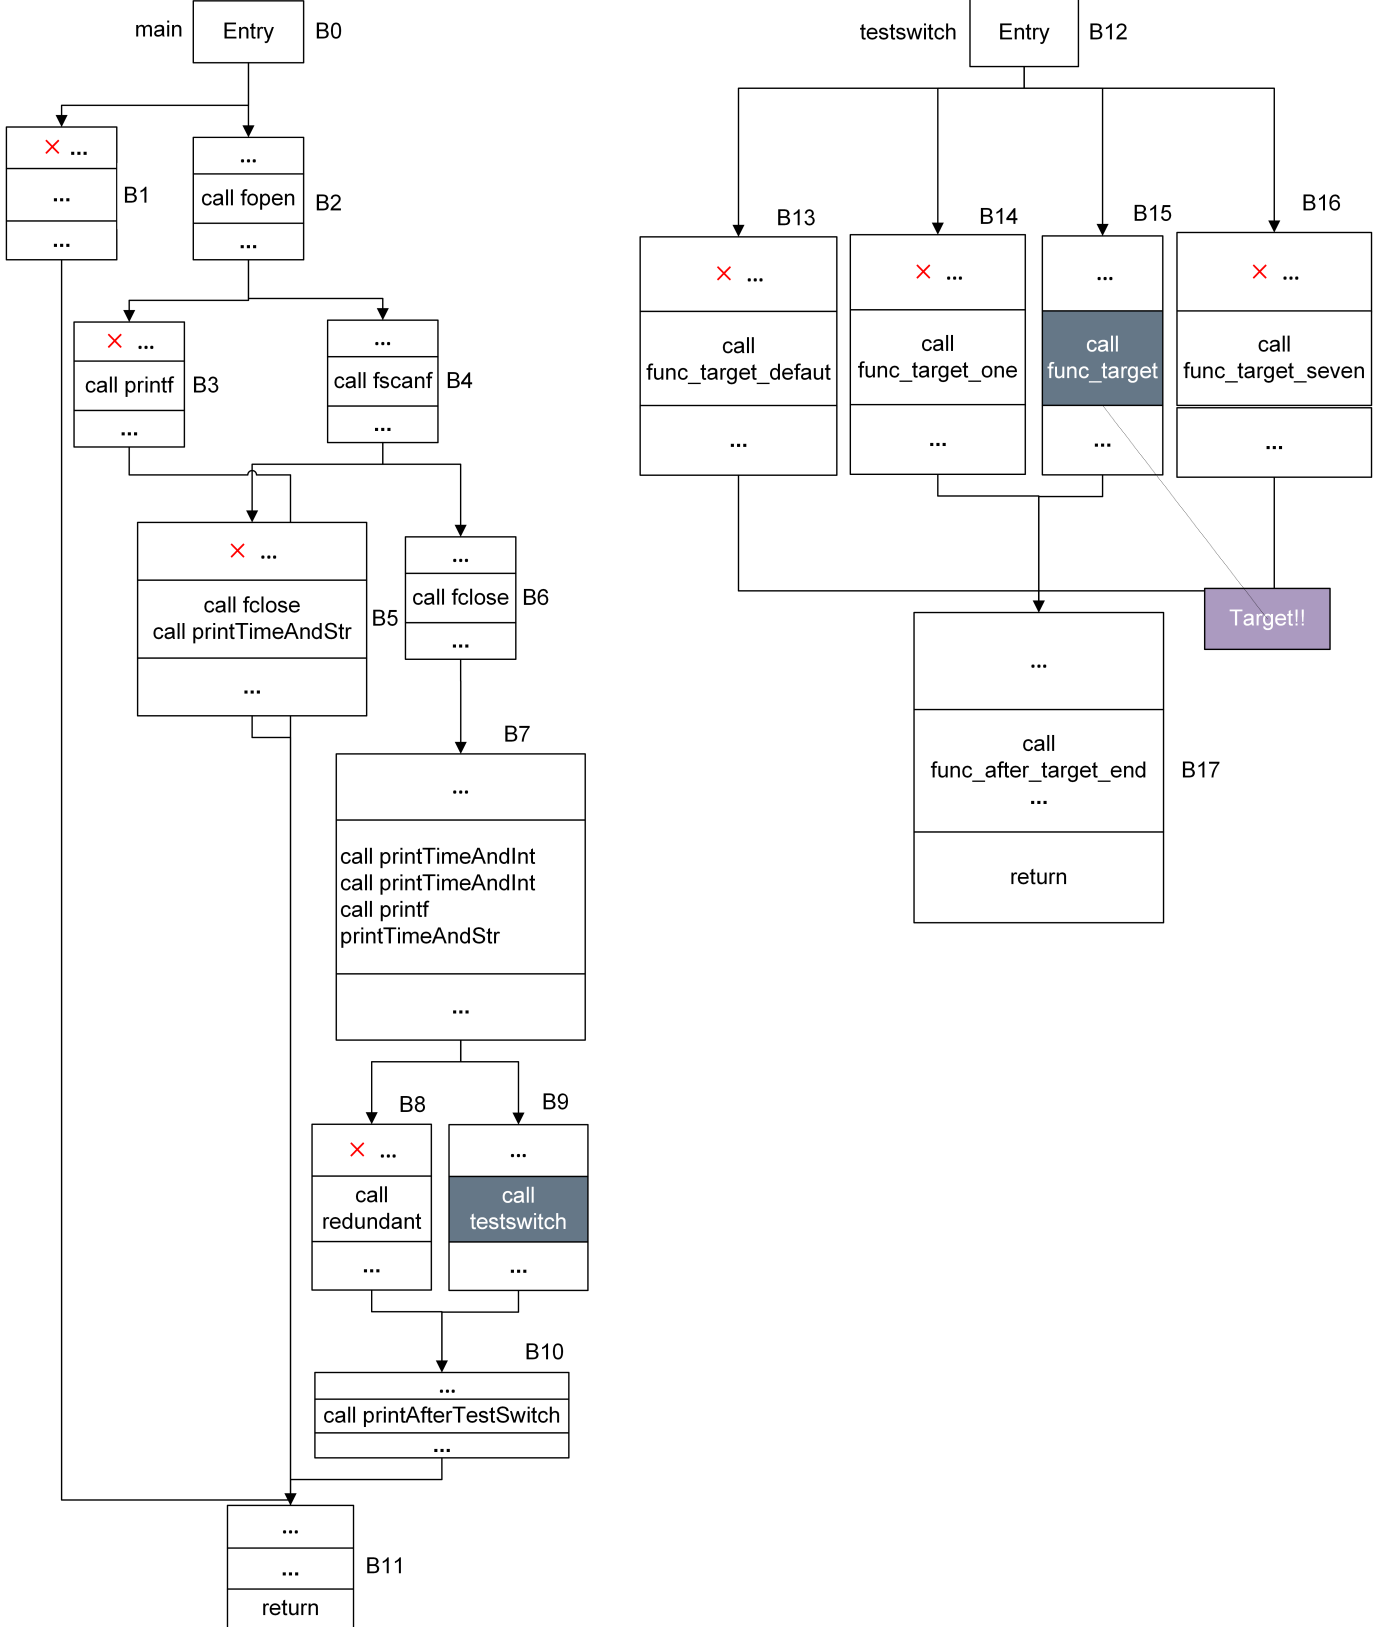 main
Entry
B0
...
...
...
B1
...
call fopen
...
B2
...
call printf
...
B3
...
call fscanf
...
B4
...
call fclose
call printTimeAndStr
...
B5
...
call fclose
...
B6
B7
...
call printTimeAndInt
call printTimeAndInt
call printf
printTimeAndStr
...
B8
...
call
redundant
...
B9
...
call
testswitch
...
B10
...
call printAfterTestSwitch
...
...
...
return
B11
testswitch
Entry
B12
B13
...
call
func_target_defaut
...
B14
...
call
func_target_one
...
B15
...
call
func_target
...
B16
...
call
func_target_seven
...
Target!!
...
call
func_after_target_end
...
return
B17